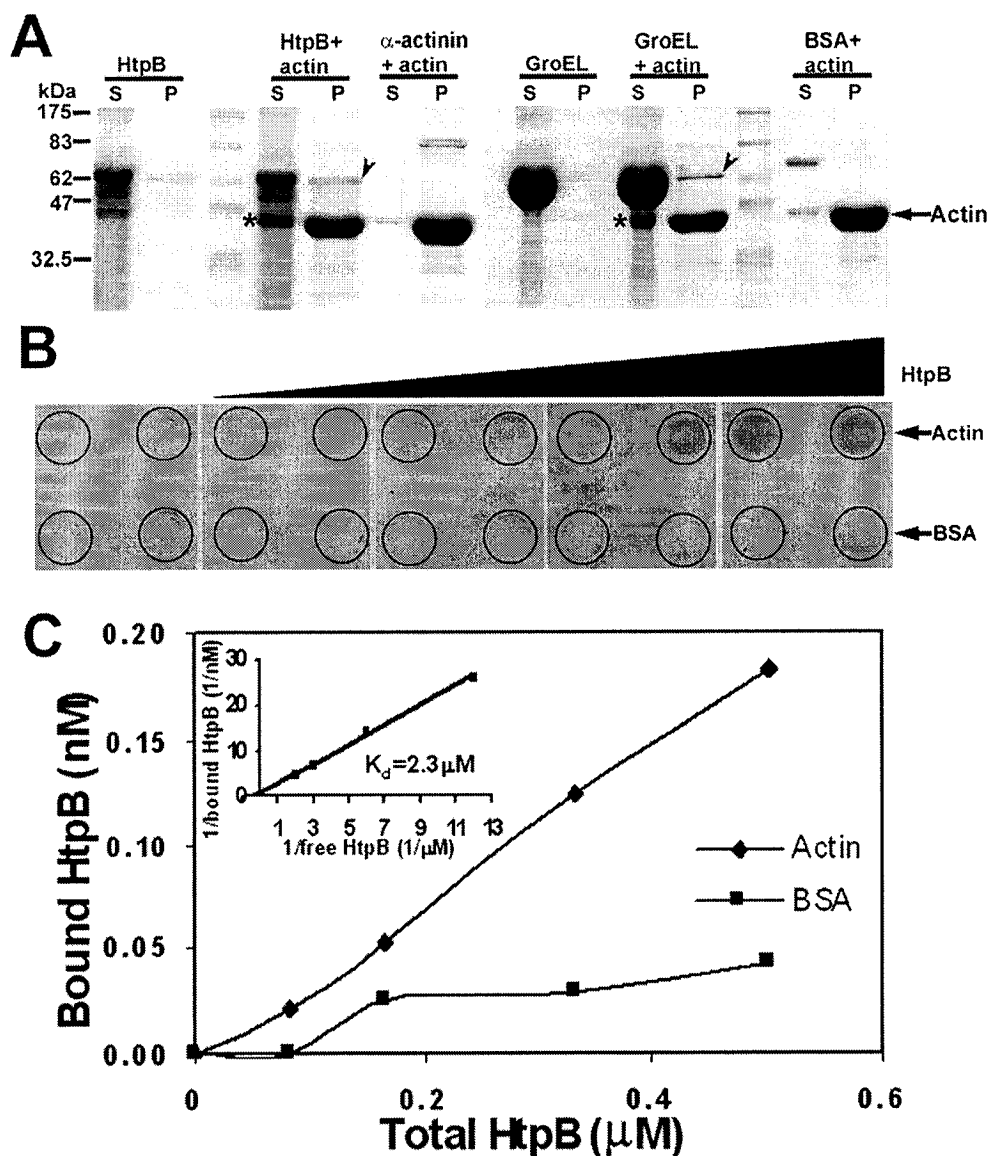 A
HtpB
HtpB+
actin
α-actinin
+ actin
GroEL
GroEL
+ actin
BSA+
actin
kDa
S P S P S P S P S P S P
175
83
62
47
32.5
*
*
Actin
B
HtpB
Actin
BSA
C
Bound HtpB (nM)
0.20
0.15
0.10
0.05
0.00
1/bound HtpB (1/nM)
30
20
10
0
Kd=2.3μM
1 3 5 7 9 11 13
1/free HtpB (1/μM)
Actin
BSA
0 0.2 0.4 0.6
Total HtpB (μM)